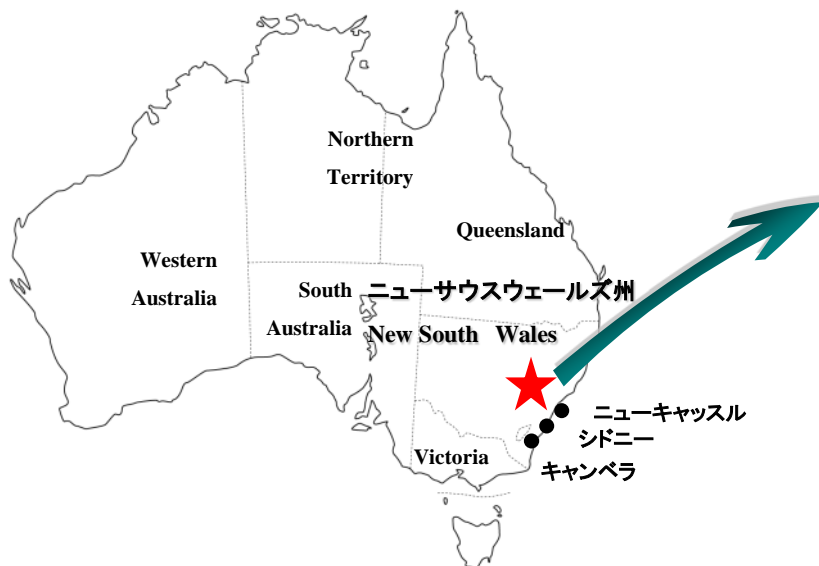 Northern
Territory
Queensland
Western
Australia
South
Australia
ニューサウスウェールズ州
New South Wales
ニューキャッスル
シドニー
キャンベラ
Victoria